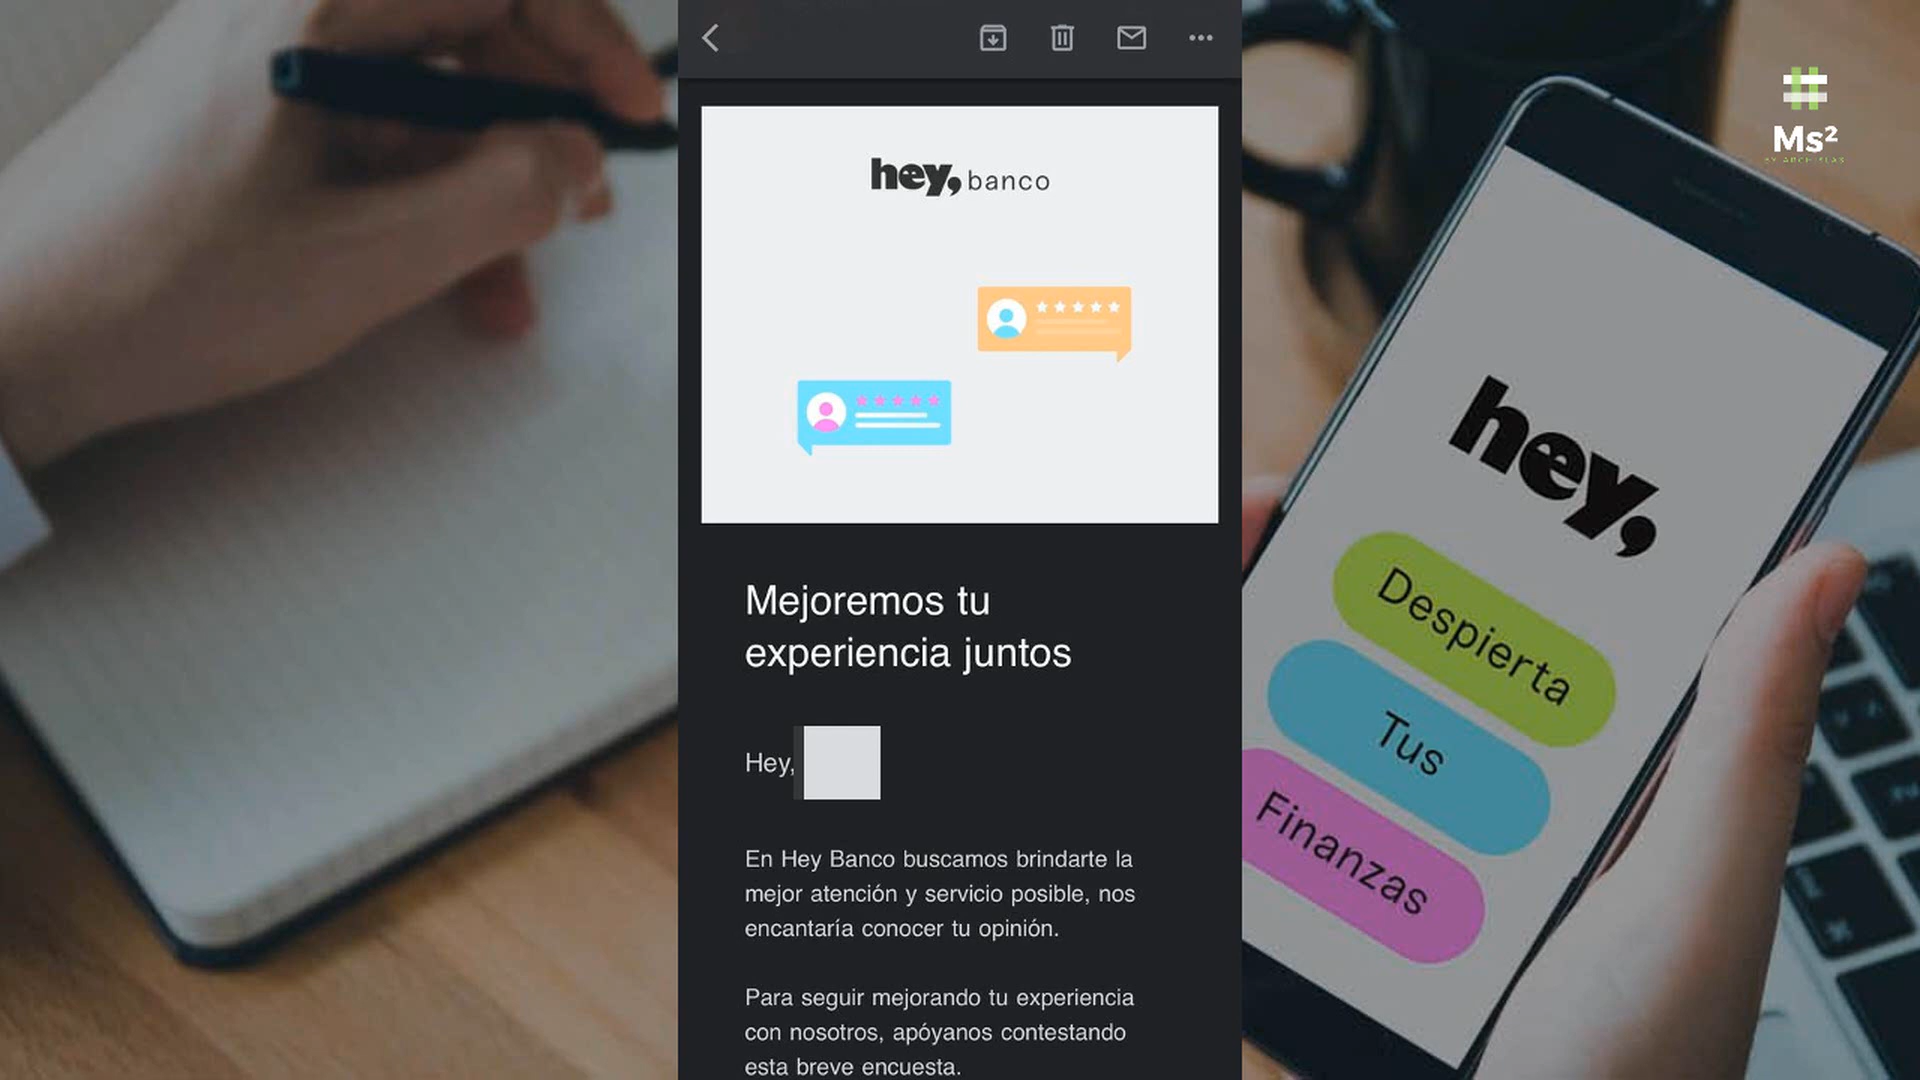 hey, banco
Mejoremos tu
experiencia juntos
Hey,
En Hey Banco buscamos brindarte la
mejor atención y servicio posible, nos
encantaría conocer tu opinión.
Para seguir mejorando tu experiencia
con nosotros, apóyanos contestando
esta breve encuesta.
Ms²
hey,
Despierta
Tus
Finanzas